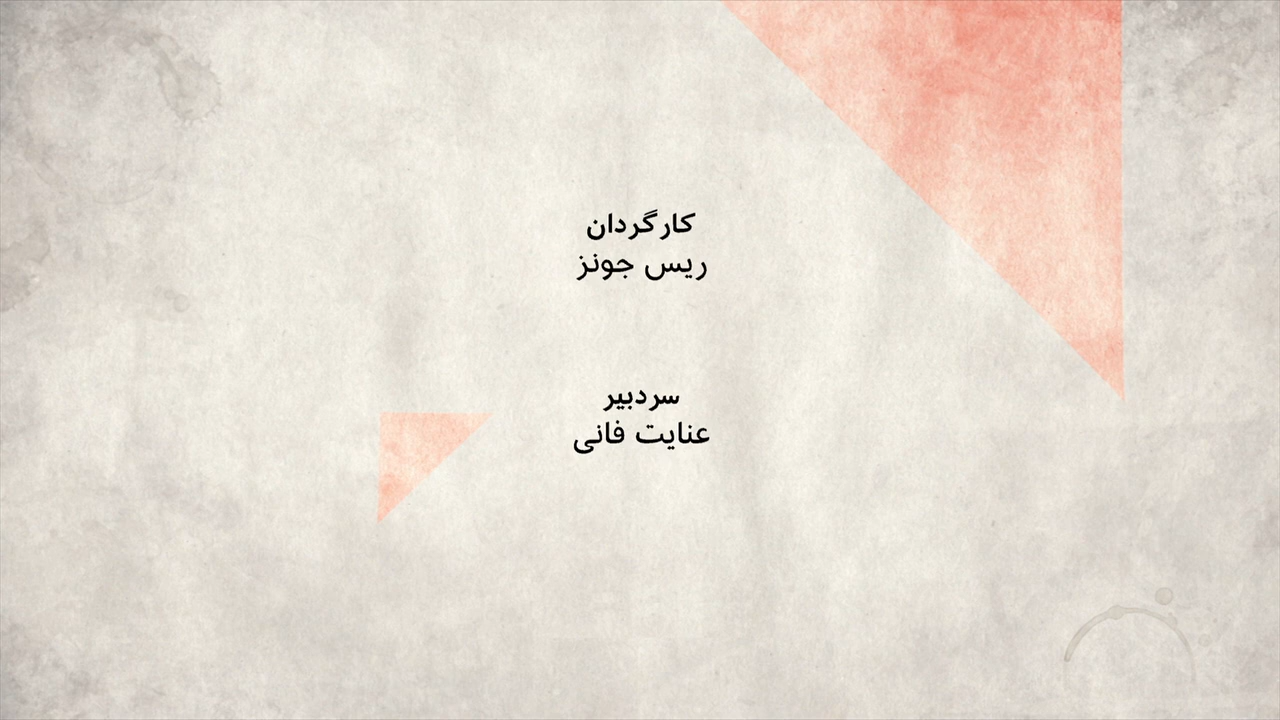 کارگردان
ریس جونز
سردبیر
عنایت فانی